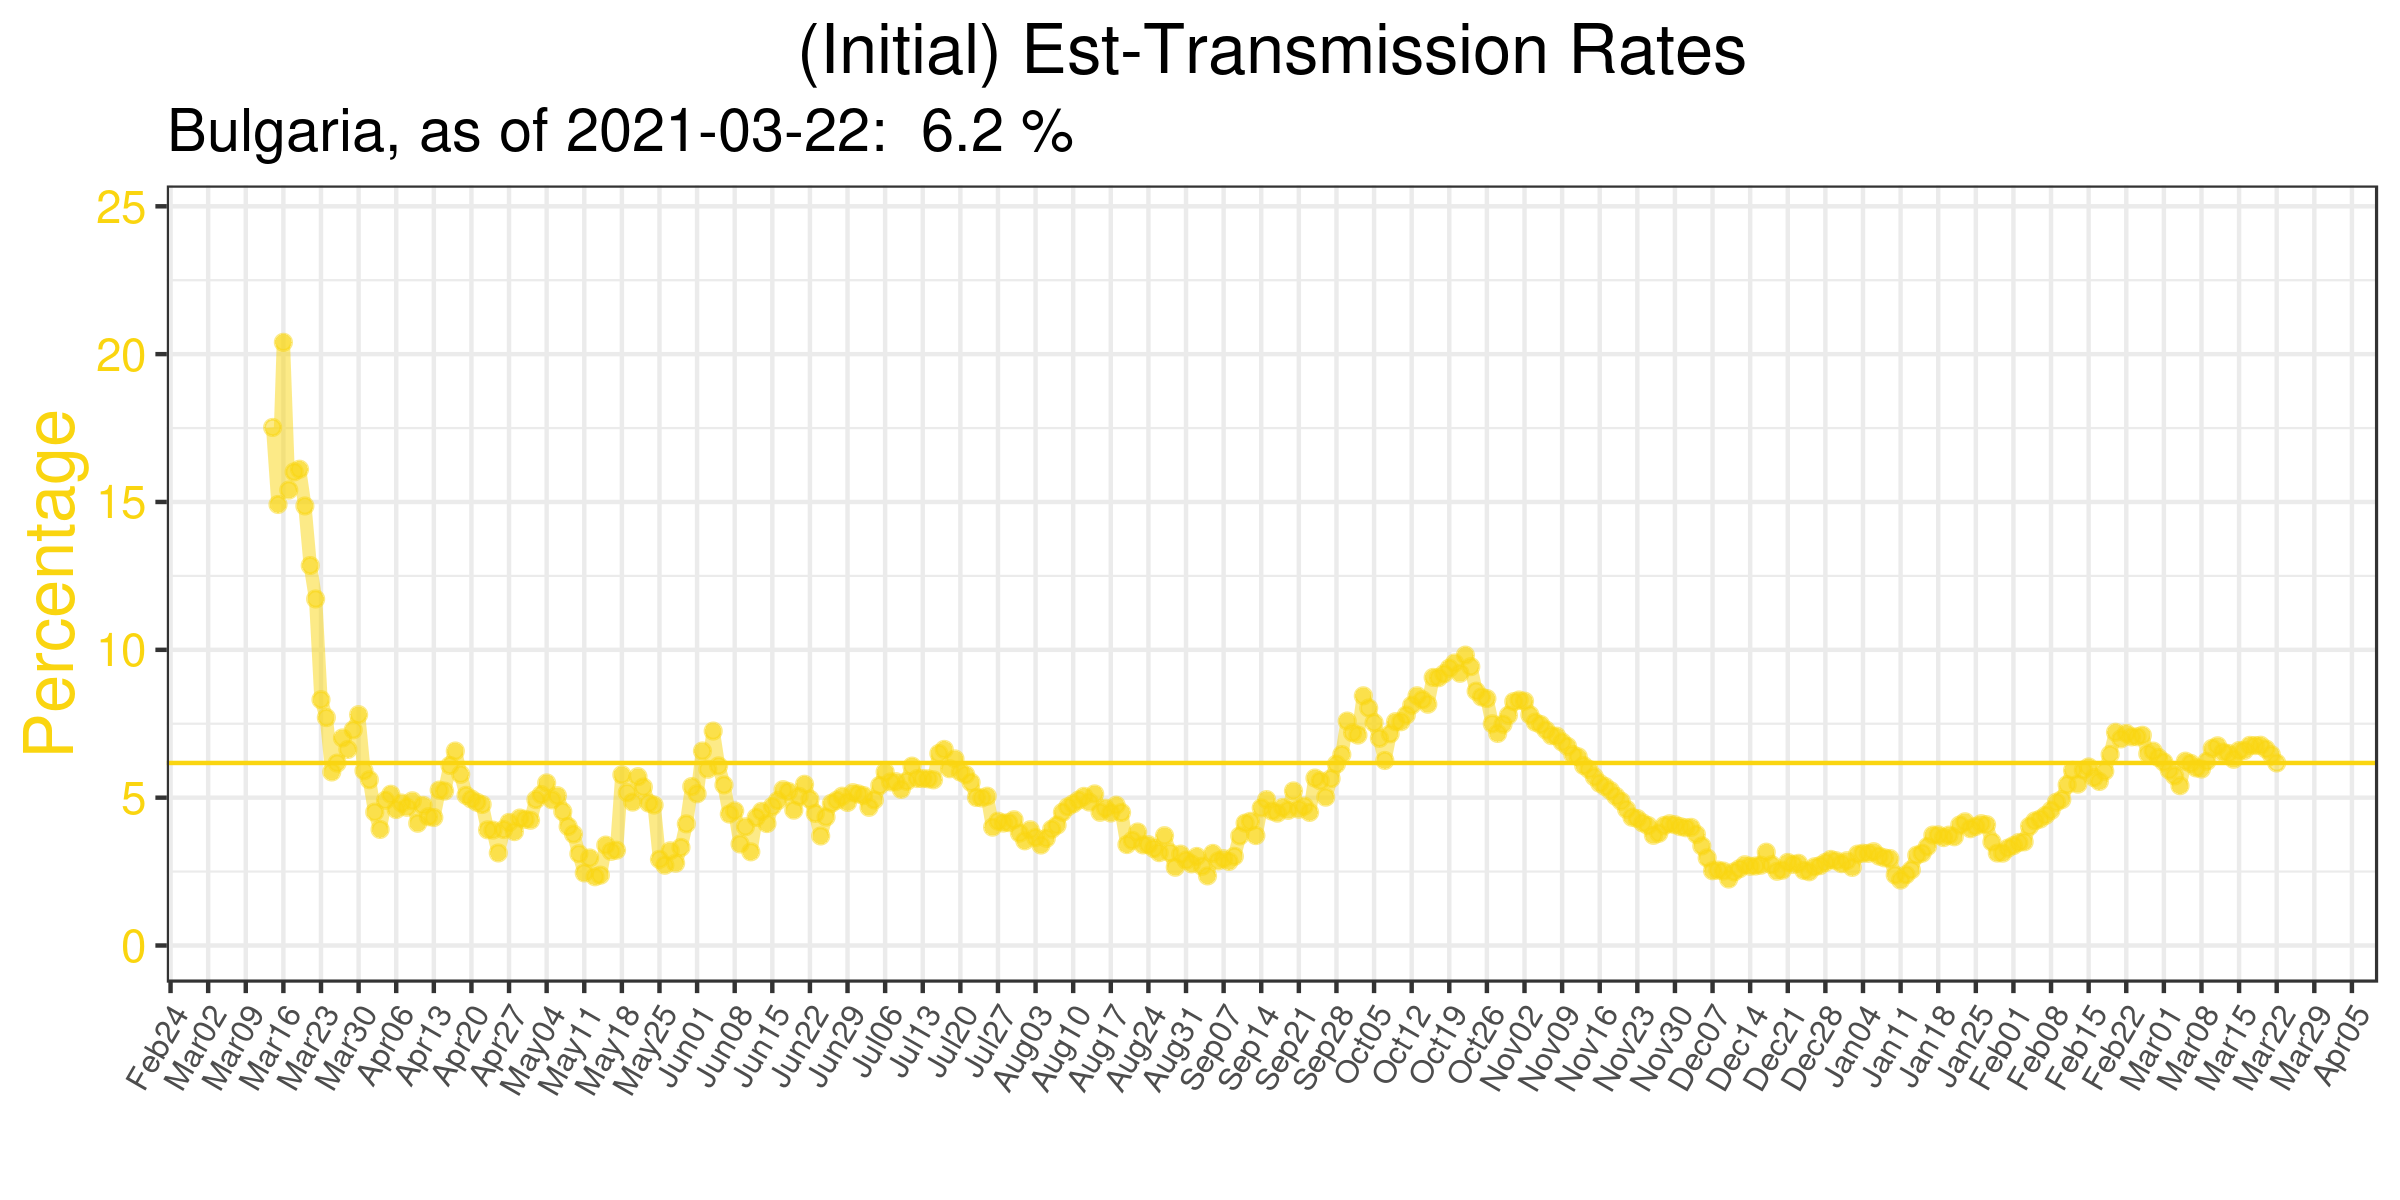 (Initial) Est-Transmission Rates
Bulgaria, as of 2021-03-22:  6.2 %
Percentage
25
20
15
10
5
0
Feb24
Mar02
Mar09
Mar16
Mar23
Mar30
Apr06
Apr13
Apr20
Apr27
May04
May11
May18
May25
Jun01
Jun08
Jun15
Jun22
Jun29
Jul06
Jul13
Jul20
Jul27
Aug03
Aug10
Aug17
Aug24
Aug31
Sep07
Sep14
Sep21
Sep28
Oct05
Oct12
Oct19
Oct26
Nov02
Nov09
Nov16
Nov23
Nov30
Dec07
Dec14
Dec21
Dec28
Jan04
Jan11
Jan18
Jan25
Feb01
Feb08
Feb15
Feb22
Mar01
Mar08
Mar15
Mar22
Mar29
Apr05